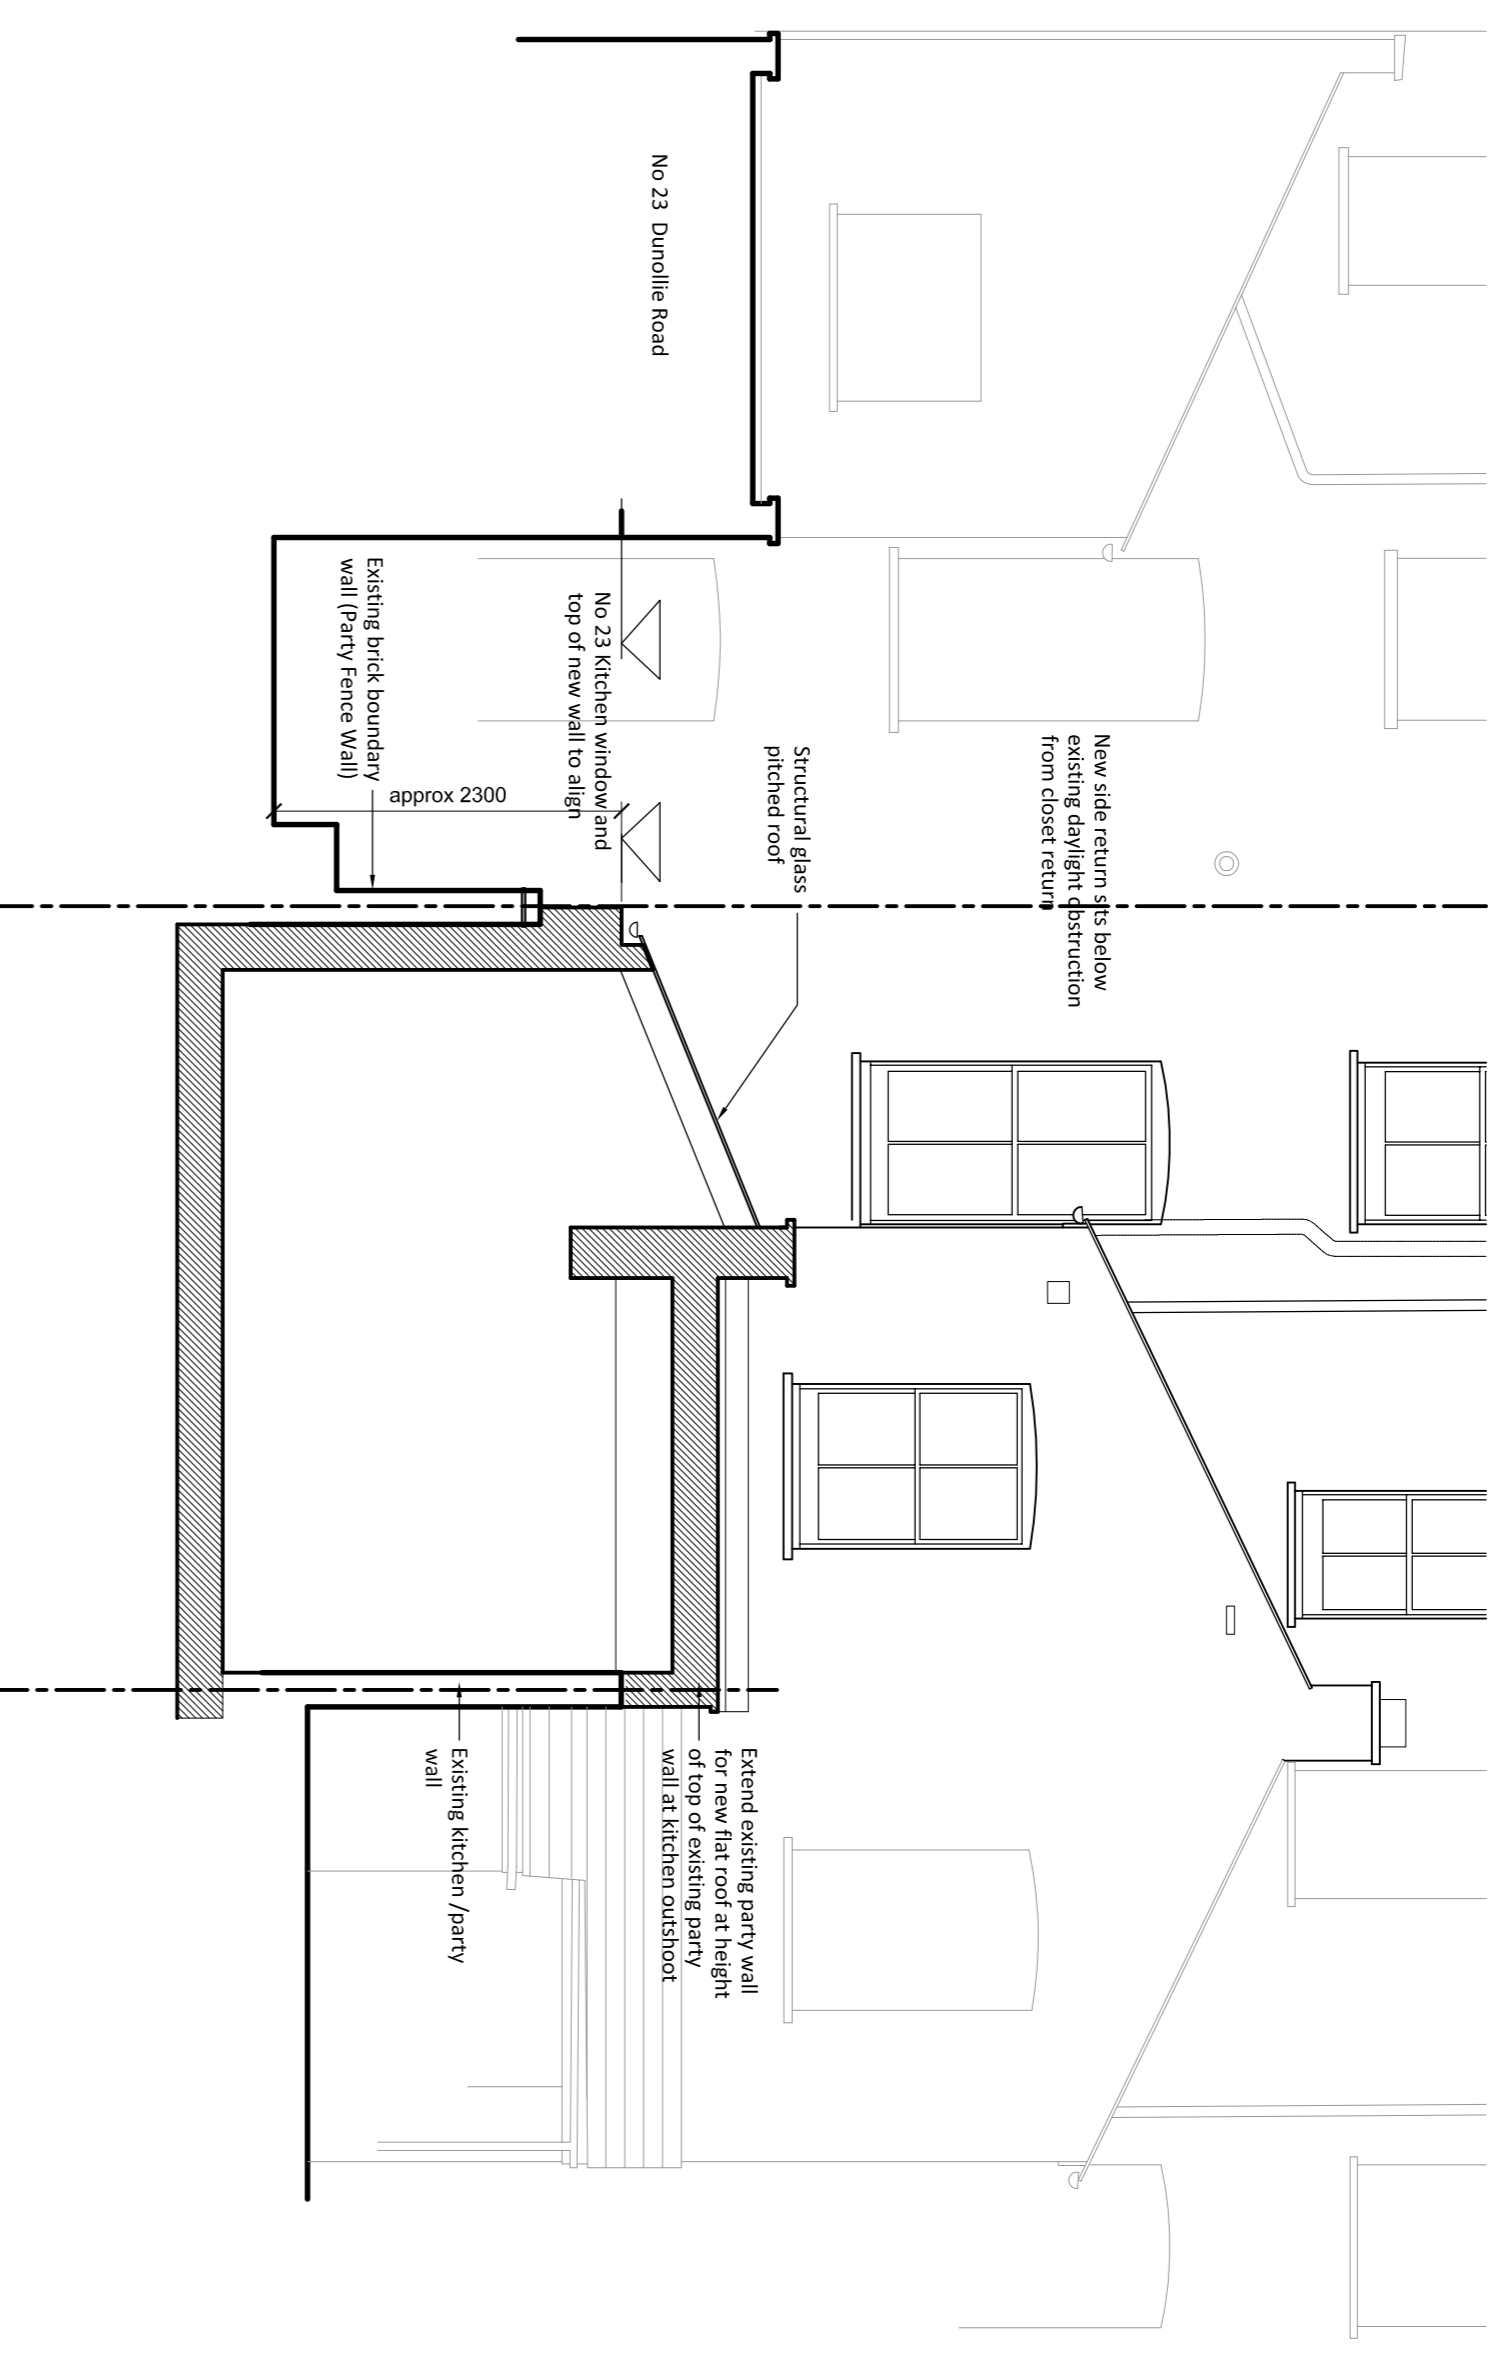 No 23 Dunollie Road
Existing brick boundary
wall (Party Fence Wall)
No 23 Kitchen window and
top of new wall to align
approx 2300
Structural glass
pitched roof
New side return sits below
existing daylight obstruction
from closet return
Extend existing party wall
for new flat roof at height
of top of existing party
wall at kitchen outshoot
Existing kitchen /party
wall